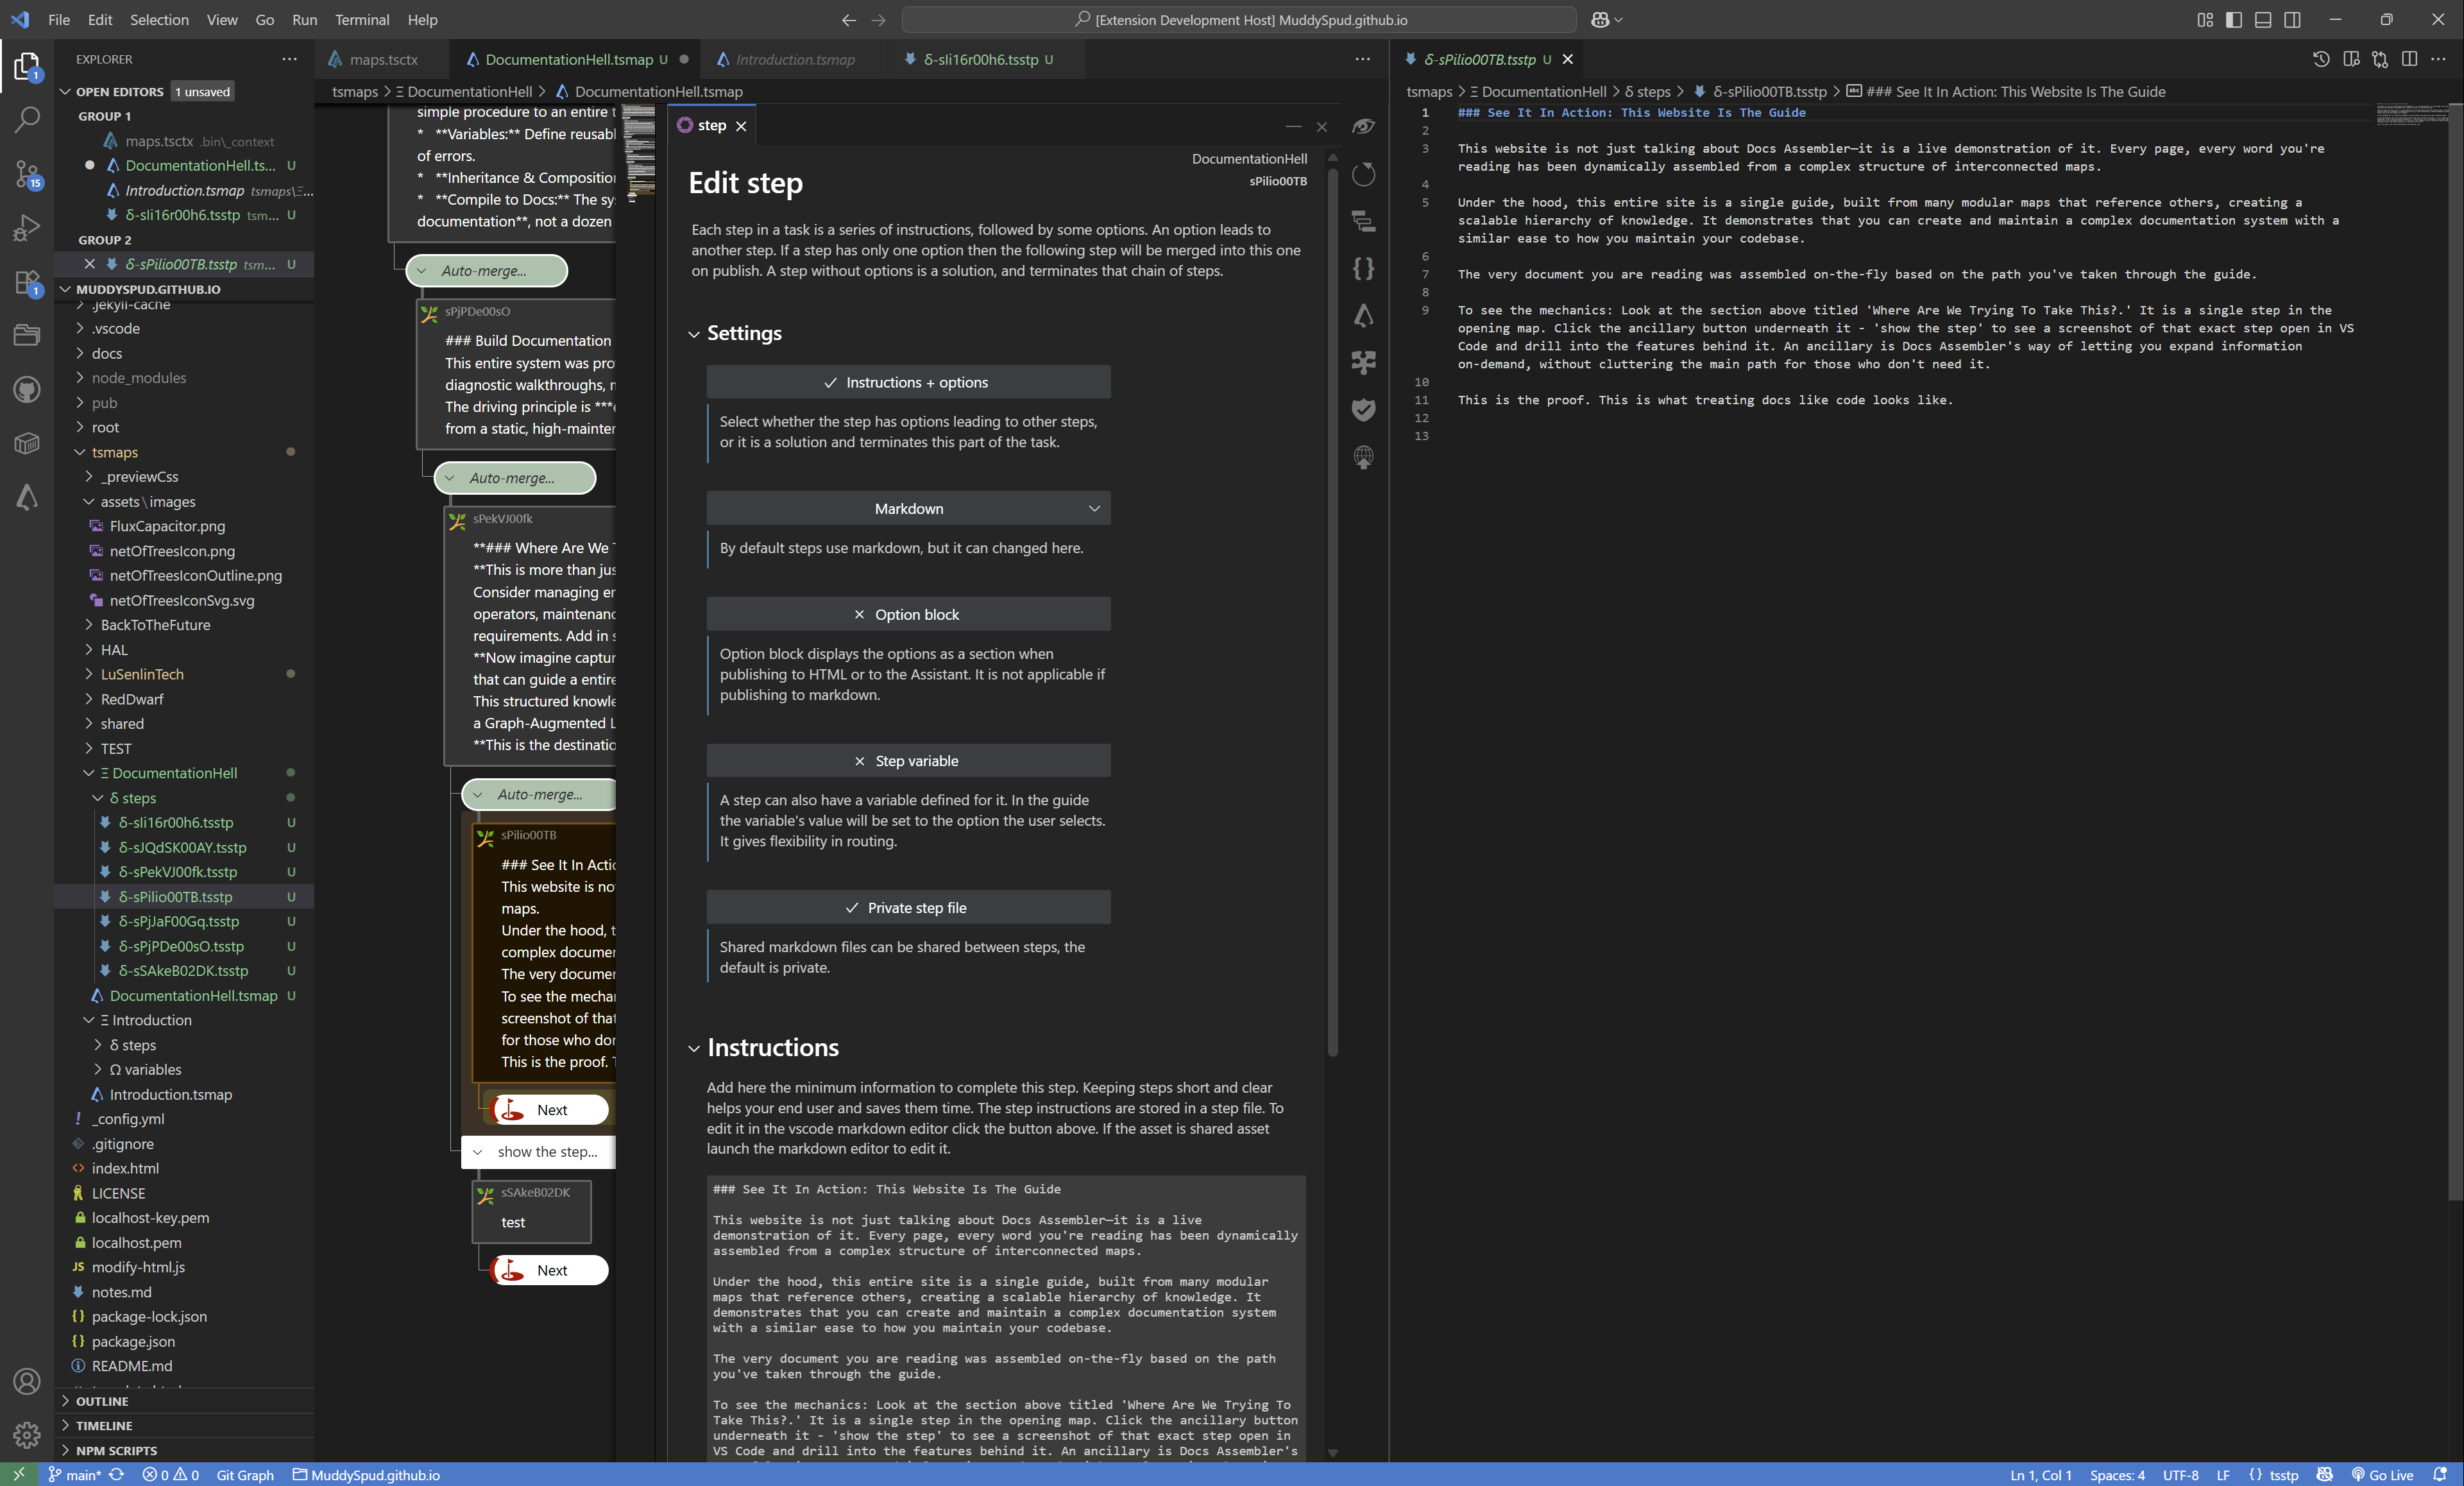 File Edit Selection View Go Run Terminal Help
[Extension Development Host] MuddySpud.github.io
EXPLORER
OPEN EDITORS 1 unsaved
GROUP 1
maps.tsctx .bin\_context
DocumentationHell.ts... U
Introduction.tsmap tsmaps\Ξ...
δ-sIi16r00h6.tsstp tsm... U
GROUP 2
δ-sPilio00TB.tsstp tsm... U
MUDDYSPUD.GITHUB.IO
.jekyll-cache
.vscode
docs
node_modules
pub
root
tsmaps
_previewCss
assets\images
FluxCapacitor.png
netOfTreesIcon.png
netOfTreesIconOutline.png
netOfTreesIconSvg.svg
BackToTheFuture
HAL
LuSenlinTech
RedDwarf
shared
TEST
Ξ DocumentationHell
δ steps
δ-sIi16r00h6.tsstp U
δ-sJQdSK00AY.tsstp U
δ-sPekVJ00fk.tsstp U
δ-sPilio00TB.tsstp U
δ-sPjJaF00Gq.tsstp U
δ-sPjPDe00sO.tsstp U
δ-sSAkeB02DK.tsstp U
DocumentationHell.tsmap U
Ξ Introduction
δ steps
Ω variables
Introduction.tsmap
_config.yml
.gitignore
index.html
LICENSE
localhost-key.pem
localhost.pem
modify-html.js
notes.md
package-lock.json
package.json
README.md
OUTLINE
TIMELINE
NPM SCRIPTS
1
15
1
maps.tsctx
DocumentationHell.tsmap U
Introduction.tsmap
δ-sIi16r00h6.tsstp U
tsmaps > Ξ DocumentationHell > DocumentationHell.tsmap
simple procedure to an entire t
* **Variables:** Define reusabl
of errors.
* **Inheritance & Composition
* **Compile to Docs:** The sy
documentation**, not a dozen
Auto-merge...
sPjPDe00sO
### Build Documentation
This entire system was pro
diagnostic walkthroughs, r
The driving principle is ***
from a static, high-mainter
Auto-merge...
sPekVJ00fk
**### Where Are We
**This is more than jus
Consider managing er
operators, maintenanc
requirements. Add in s
**Now imagine captur
that can guide a entire
This structured knowle
a Graph-Augmented L
**This is the destinatio
Auto-merge...
sPilio00TB
### See It In Actio
This website is no
maps.
Under the hood, t
complex documen
The very documen
To see the mechan
screenshot of that
for those who don
This is the proof. T
Next
show the step...
sSAkeB02DK
test
Next
step
DocumentationHell
sPilio00TB
Edit step
Each step in a task is a series of instructions, followed by some options. An option leads to
another step. If a step has only one option then the following step will be merged into this one
on publish. A step without options is a solution, and terminates that chain of steps.
Settings
Instructions + options
Select whether the step has options leading to other steps,
or it is a solution and terminates this part of the task.
Markdown
By default steps use markdown, but it can changed here.
Option block
Option block displays the options as a section when
publishing to HTML or to the Assistant. It is not applicable if
publishing to markdown.
Step variable
A step can also have a variable defined for it. In the guide
the variable's value will be set to the option the user selects.
It gives flexibility in routing.
Private step file
Shared markdown files can be shared between steps, the
default is private.
Instructions
Add here the minimum information to complete this step. Keeping steps short and clear
helps your end user and saves them time. The step instructions are stored in a step file. To
edit it in the vscode markdown editor click the button above. If the asset is shared asset
launch the markdown editor to edit it.
### See It In Action: This Website Is The Guide
This website is not just talking about Docs Assembler—it is a live
demonstration of it. Every page, every word you're reading has been dynamically
assembled from a complex structure of interconnected maps.
Under the hood, this entire site is a single guide, built from many modular
maps that reference others, creating a scalable hierarchy of knowledge. It
demonstrates that you can create and maintain a complex documentation system
with a similar ease to how you maintain your codebase.
The very document you are reading was assembled on-the-fly based on the path
you've taken through the guide.
To see the mechanics: Look at the section above titled 'Where Are We Trying To
Take This?.' It is a single step in the opening map. Click the ancillary button
underneath it - 'show the step' to see a screenshot of that exact step open in
VS Code and drill into the features behind it. An ancillary is Docs Assembler's
δ-sPilio00TB.tsstp U
tsmaps > Ξ DocumentationHell > δ steps > δ-sPilio00TB.tsstp > ### See It In Action: This Website Is The Guide
1 ### See It In Action: This Website Is The Guide
2
3 This website is not just talking about Docs Assembler—it is a live demonstration of it. Every page, every word you're
reading has been dynamically assembled from a complex structure of interconnected maps.
4
5 Under the hood, this entire site is a single guide, built from many modular maps that reference others, creating a
scalable hierarchy of knowledge. It demonstrates that you can create and maintain a complex documentation system with a
similar ease to how you maintain your codebase.
6
7 The very document you are reading was assembled on-the-fly based on the path you've taken through the guide.
8
9 To see the mechanics: Look at the section above titled 'Where Are We Trying To Take This?.' It is a single step in the
opening map. Click the ancillary button underneath it - 'show the step' to see a screenshot of that exact step open in VS
Code and drill into the features behind it. An ancillary is Docs Assembler's way of letting you expand information
on-demand, without cluttering the main path for those who don't need it.
10
11 This is the proof. This is what treating docs like code looks like.
12
13
main* 0 0 Git Graph MuddySpud.github.io
Ln 1, Col 1 Spaces: 4 UTF-8 LF {} tsstp Go Live